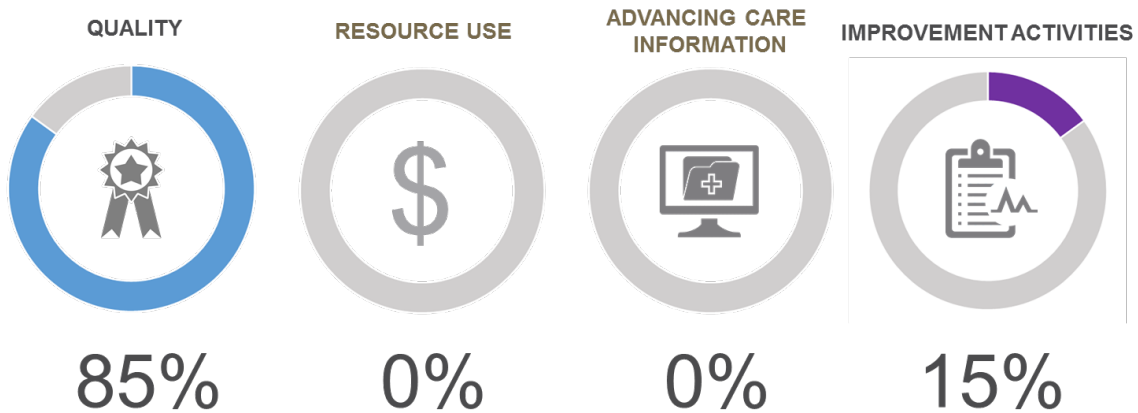 QUALITY
RESOURCE USE
ADVANCING CARE
INFORMATION
IMPROVEMENT ACTIVITIES
$
85%
0%
0%
15%